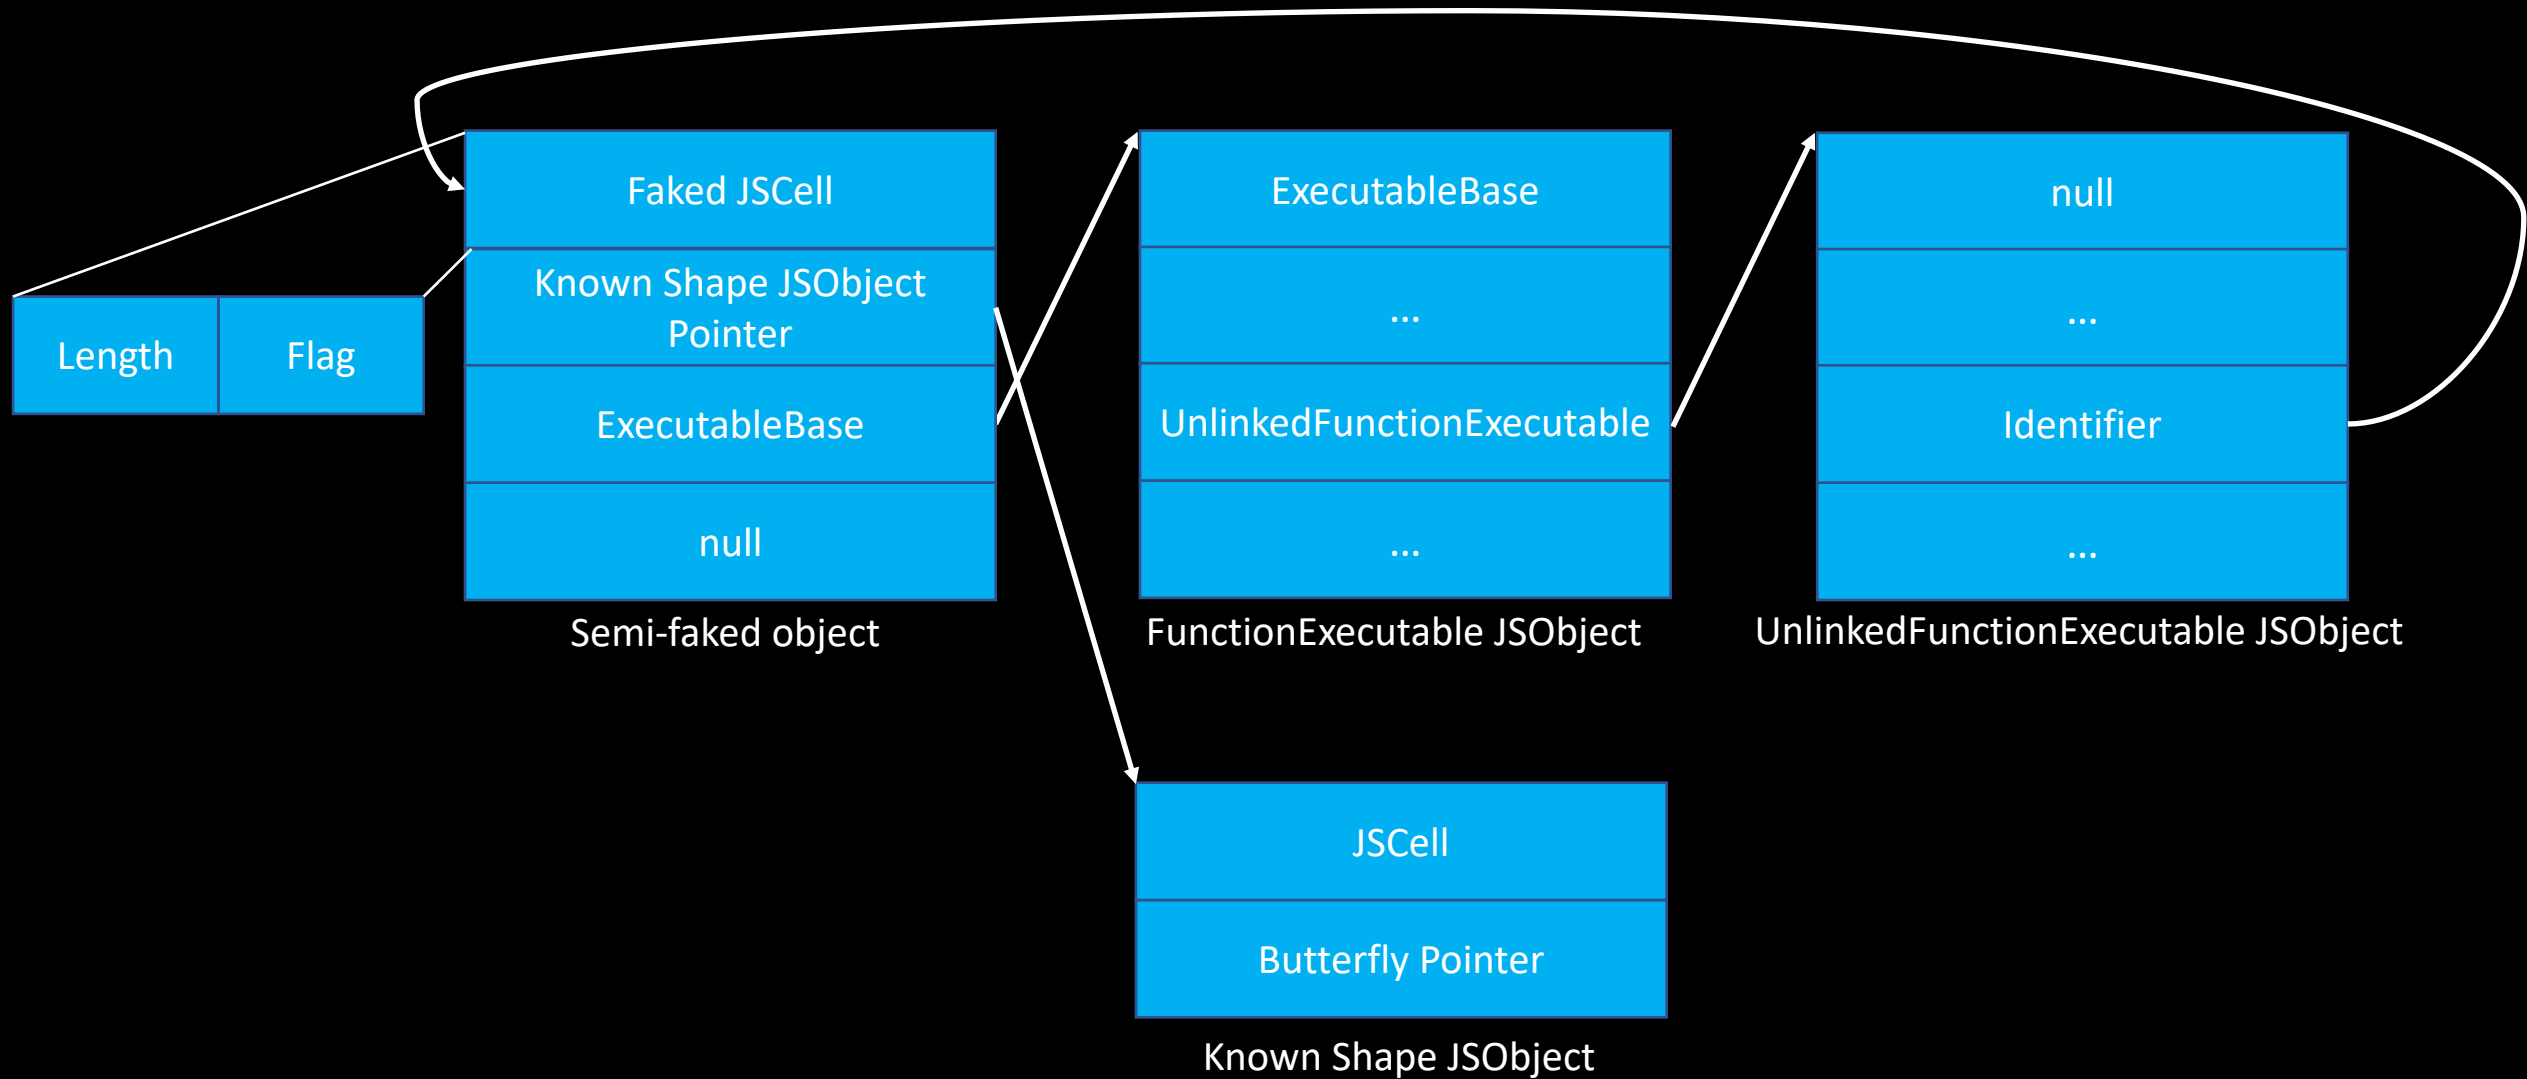 Faked JSCell
Known Shape JSObject
Pointer
ExecutableBase
null
Semi-faked object
Length
Flag
ExecutableBase
...
UnlinkedFunctionExecutable
...
FunctionExecutable JSObject
null
...
Identifier
...
UnlinkedFunctionExecutable JSObject
JSCell
Butterfly Pointer
Known Shape JSObject